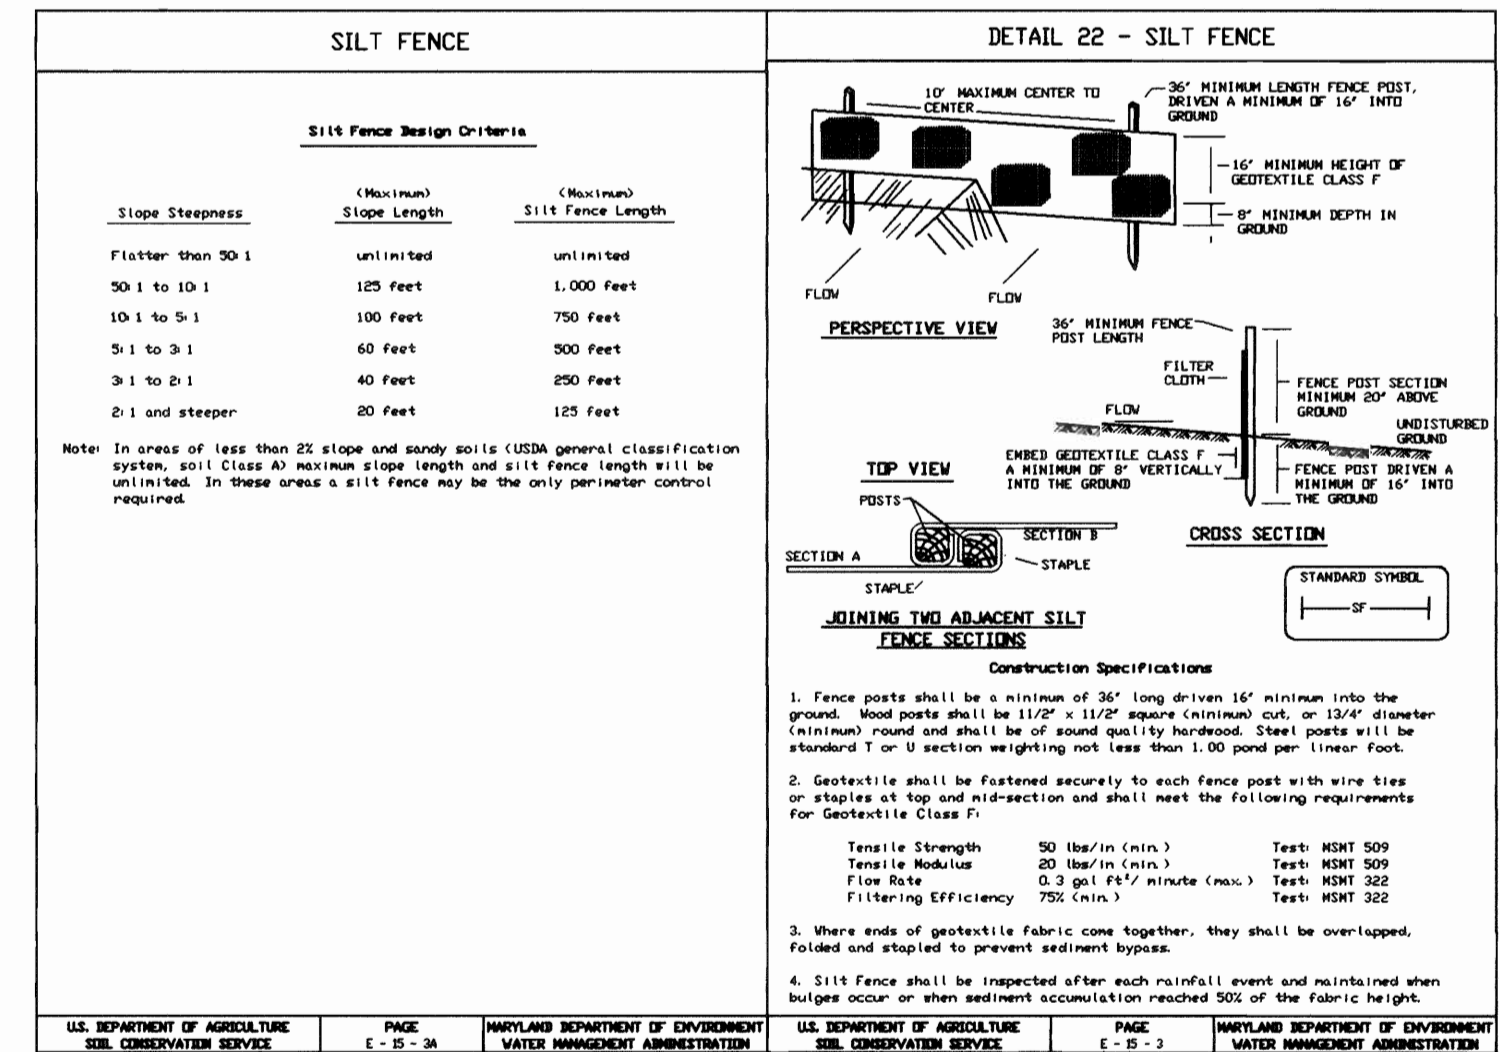 SILT FENCE
Silt Fence Design Criteria
(Maximum) (Maximum)
Slope Steepness Slope Length Silt Fence Length
Flatter than 50:1 unlimited unlimited
50:1 to 10:1 125 feet 1,000 feet
10:1 to 5:1 100 feet 750 feet
5:1 to 3:1 60 feet 500 feet
3:1 to 2:1 40 feet 250 feet
2:1 and steeper 20 feet 125 feet
Note: In areas of less than 2% slope and sandy soils (USDA general classification
system, soil Class A) maximum slope length and silt fence length will be
unlimited. In these areas a silt fence may be the only perimeter control
required.
U.S. DEPARTMENT OF AGRICULTURE
SOIL CONSERVATION SERVICE
PAGE
E - 15 - 3A
MARYLAND DEPARTMENT OF ENVIRONMENT
WATER MANAGEMENT ADMINISTRATION
DETAIL 22 - SILT FENCE
10' MAXIMUM CENTER TO
CENTER
36" MINIMUM LENGTH FENCE POST,
DRIVEN A MINIMUM OF 16" INTO
GROUND
16" MINIMUM HEIGHT OF
GEOTEXTILE CLASS F
8" MINIMUM DEPTH IN
GROUND
FLOW
FLOW
PERSPECTIVE VIEW
36" MINIMUM FENCE
POST LENGTH
FILTER
CLOTH
FENCE POST SECTION
MINIMUM 20" ABOVE
GROUND
FLOW
UNDISTURBED
GROUND
EMBED GEOTEXTILE CLASS F
A MINIMUM OF 8" VERTICALLY
INTO THE GROUND
FENCE POST DRIVEN A
MINIMUM OF 16" INTO
THE GROUND
CROSS SECTION
TOP VIEW
POSTS
SECTION B
SECTION A
STAPLE
STAPLE
JOINING TWO ADJACENT SILT
FENCE SECTIONS
STANDARD SYMBOL
SF
Construction Specifications
1. Fence posts shall be a minimum of 36" long driven 16" minimum into the
ground. Wood posts shall be 11/2" x 11/2" square (minimum) cut, or 13/4" diameter
(minimum) round and shall be of sound quality hardwood. Steel posts will be
standard T or U section weighting not less than 1.00 pond per linear foot.
2. Geotextile shall be fastened securely to each fence post with wire ties
or staples at top and mid-section and shall meet the following requirements
for Geotextile Class F:
Tensile Strength 50 lbs/in (min.) Test: MSMT 509
Tensile Modulus 20 lbs/in (min.) Test: MSMT 509
Flow Rate 0.3 gal ft²/ minute (max.) Test: MSMT 322
Filtering Efficiency 75% (min.) Test: MSMT 322
3. Where ends of geotextile fabric come together, they shall be overlapped,
folded and stapled to prevent sediment bypass.
4. Silt Fence shall be inspected after each rainfall event and maintained when
bulges occur or when sediment accumulation reached 50% of the fabric height.
U.S. DEPARTMENT OF AGRICULTURE
SOIL CONSERVATION SERVICE
PAGE
E - 15 - 3
MARYLAND DEPARTMENT OF ENVIRONMENT
WATER MANAGEMENT ADMINISTRATION